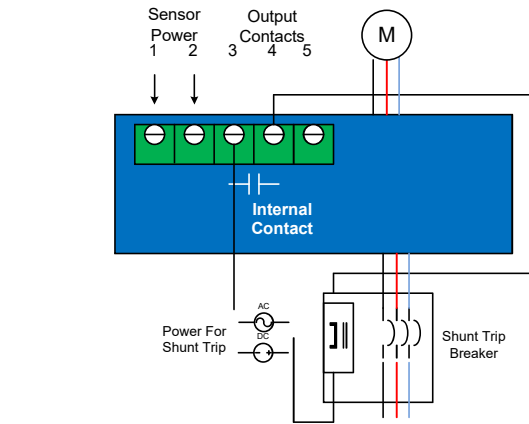 Sensor Power
Output Contacts
1 2 3 4 5
M
Internal
Contact
AC
DC
Power For
Shunt Trip
Shunt Trip
Breaker